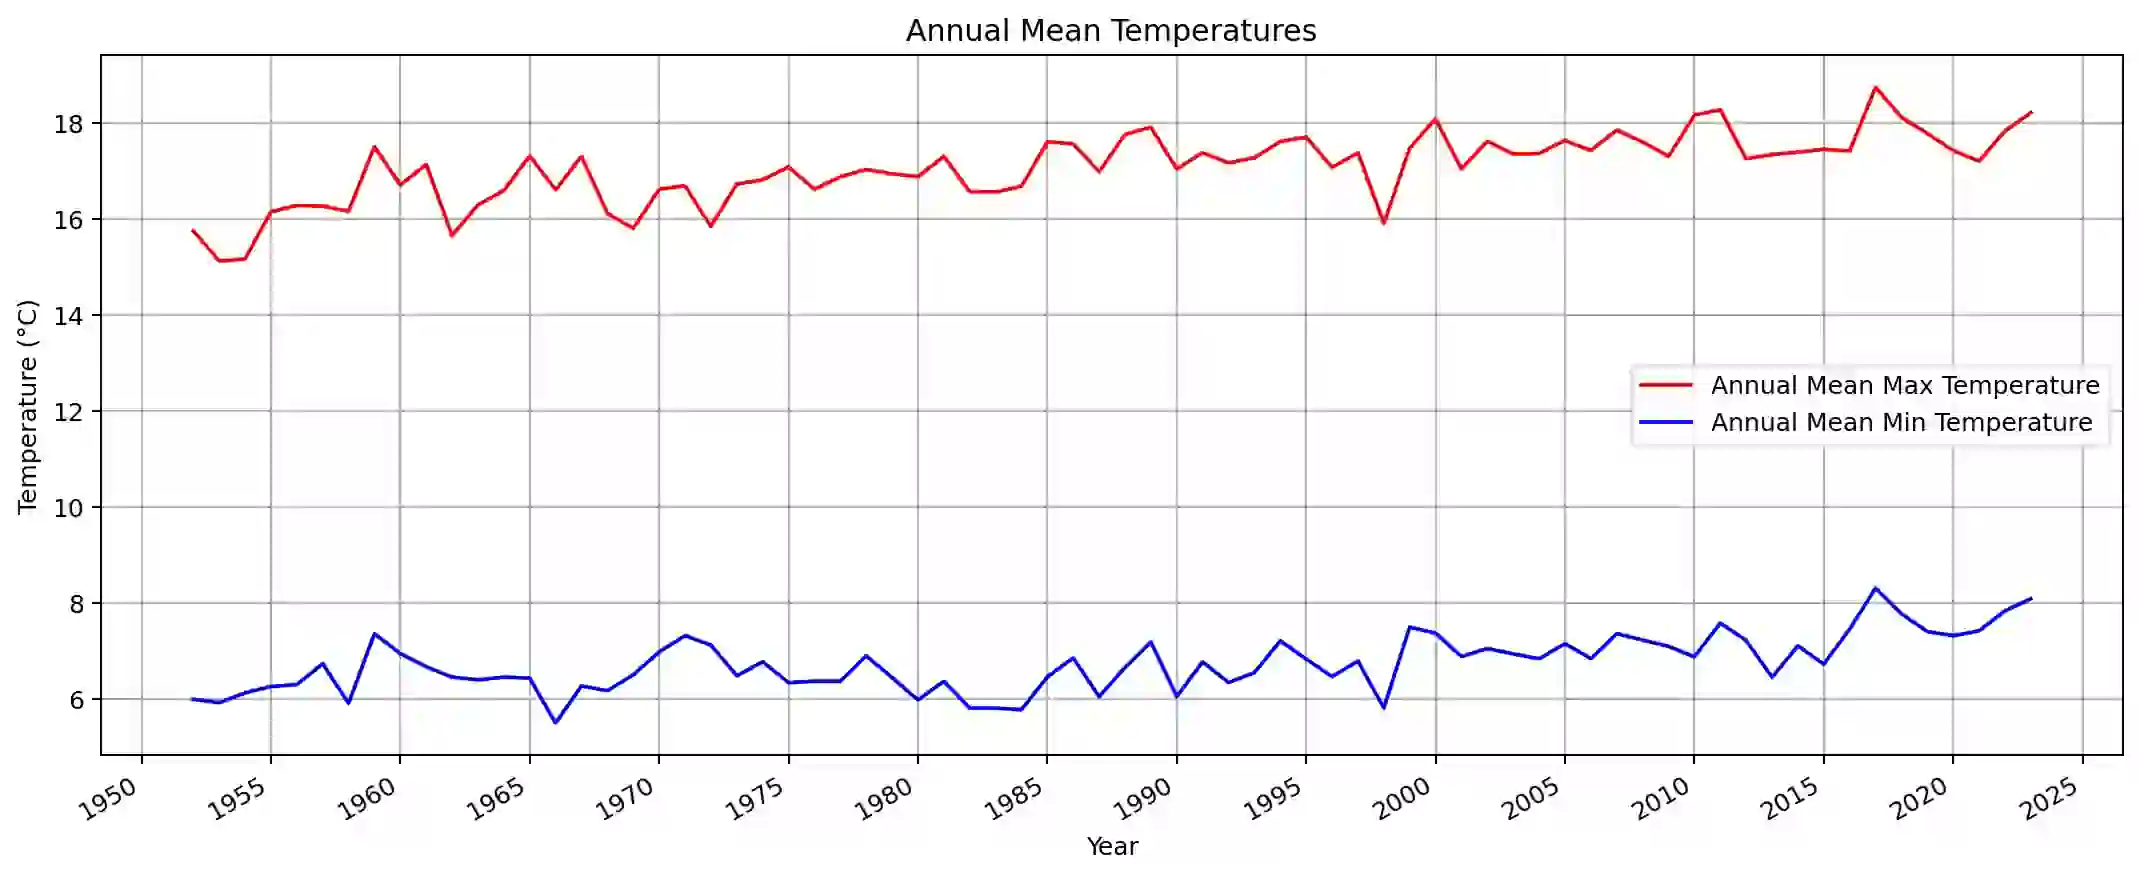 Annual Mean Temperatures
Temperature (°C)
18
16
14
12
10
8
6
Annual Mean Max Temperature
Annual Mean Min Temperature
1950 1955 1960 1965 1970 1975 1980 1985 1990 1995 2000 2005 2010 2015 2020 2025
Year